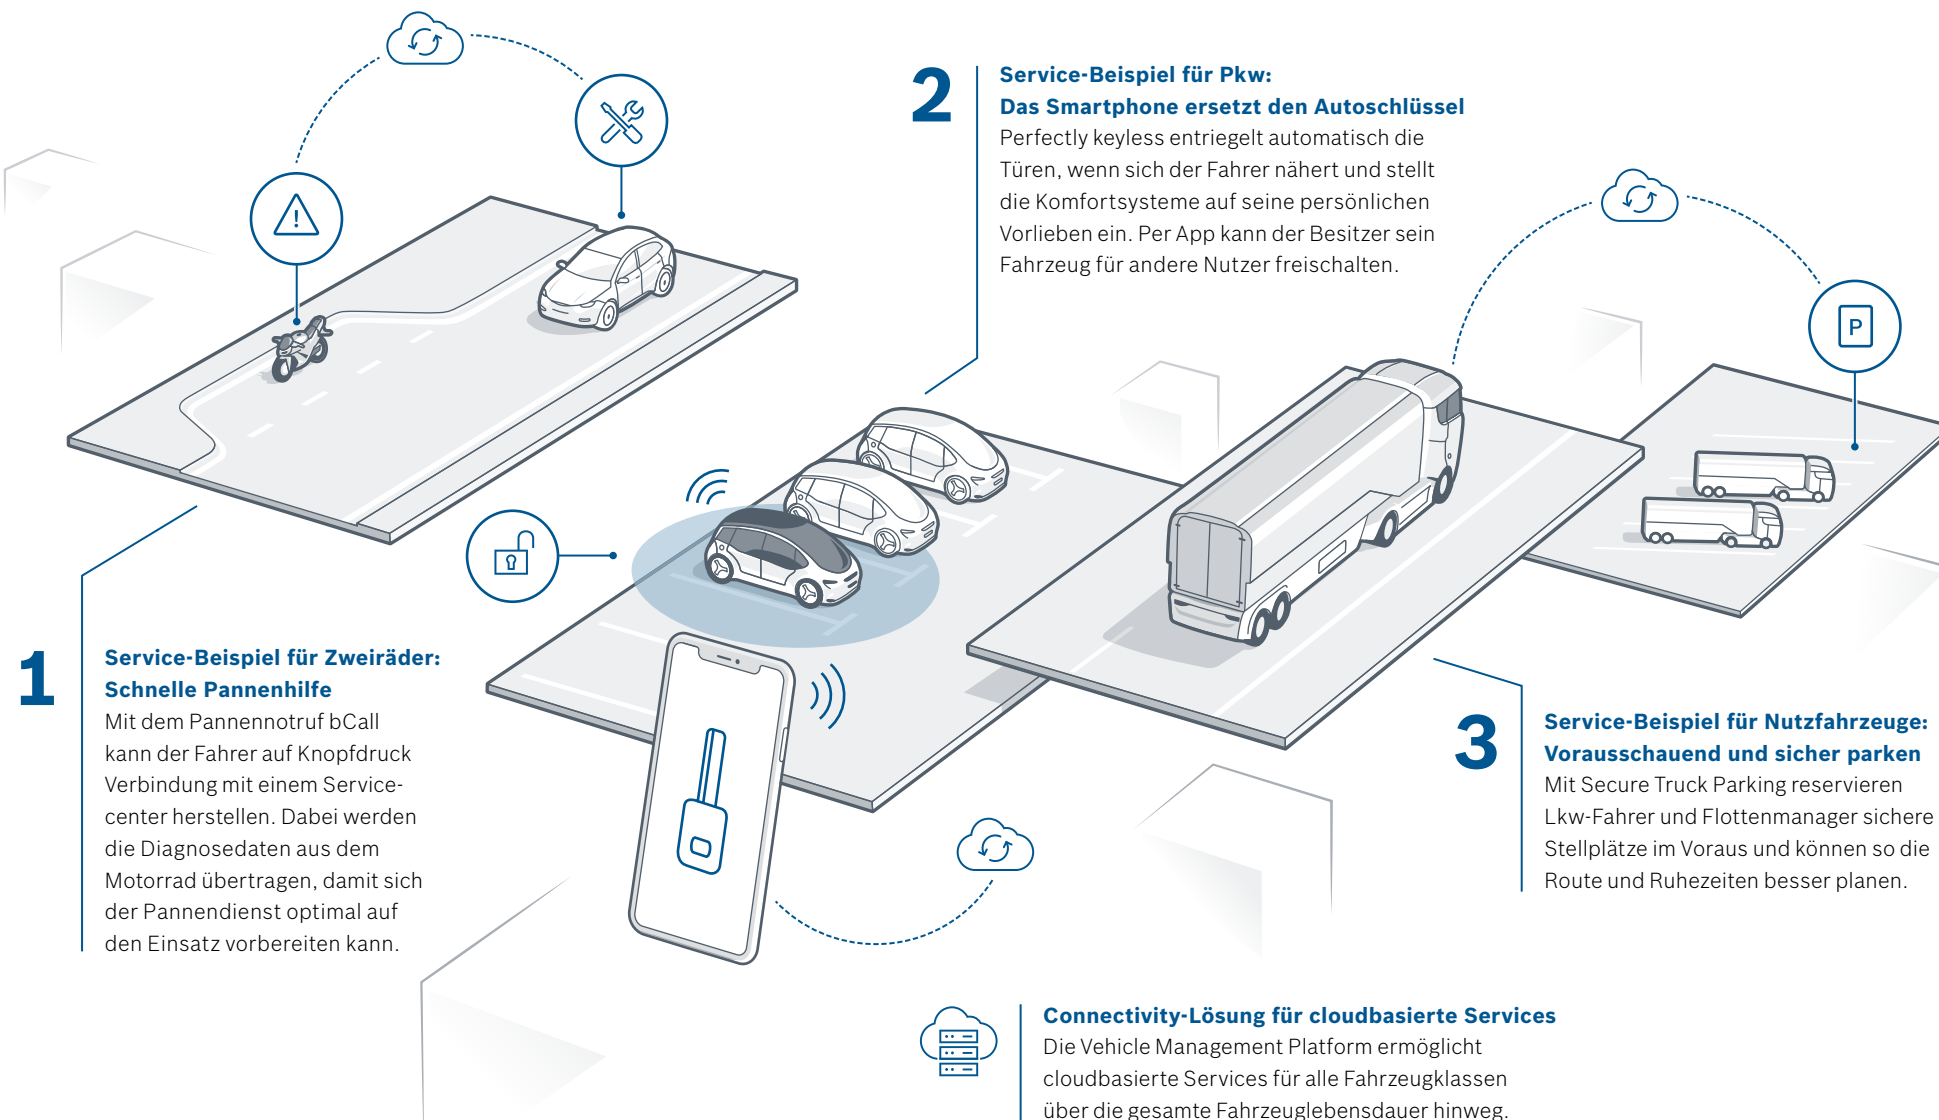 1
Service-Beispiel für Zweiräder:
Schnelle Pannenhilfe
Mit dem Pannennotruf bCall
kann der Fahrer auf Knopfdruck
Verbindung mit einem Service-
center herstellen. Dabei werden
die Diagnosedaten aus dem
Motorrad übertragen, damit sich
der Pannendienst optimal auf
den Einsatz vorbereiten kann.
2
Service-Beispiel für Pkw:
Das Smartphone ersetzt den Autoschlüssel
Perfectly keyless entriegelt automatisch die
Türen, wenn sich der Fahrer nähert und stellt
die Komfortsysteme auf seine persönlichen
Vorlieben ein. Per App kann der Besitzer sein
Fahrzeug für andere Nutzer freischalten.
P
3
Service-Beispiel für Nutzfahrzeuge:
Vorausschauend und sicher parken
Mit Secure Truck Parking reservieren
Lkw-Fahrer und Flottenmanager sichere
Stellplätze im Voraus und können so die
Route und Ruhezeiten besser planen.
Connectivity-Lösung für cloudbasierte Services
Die Vehicle Management Platform ermöglicht
cloudbasierte Services für alle Fahrzeugklassen
über die gesamte Fahrzeuglebensdauer hinweg.